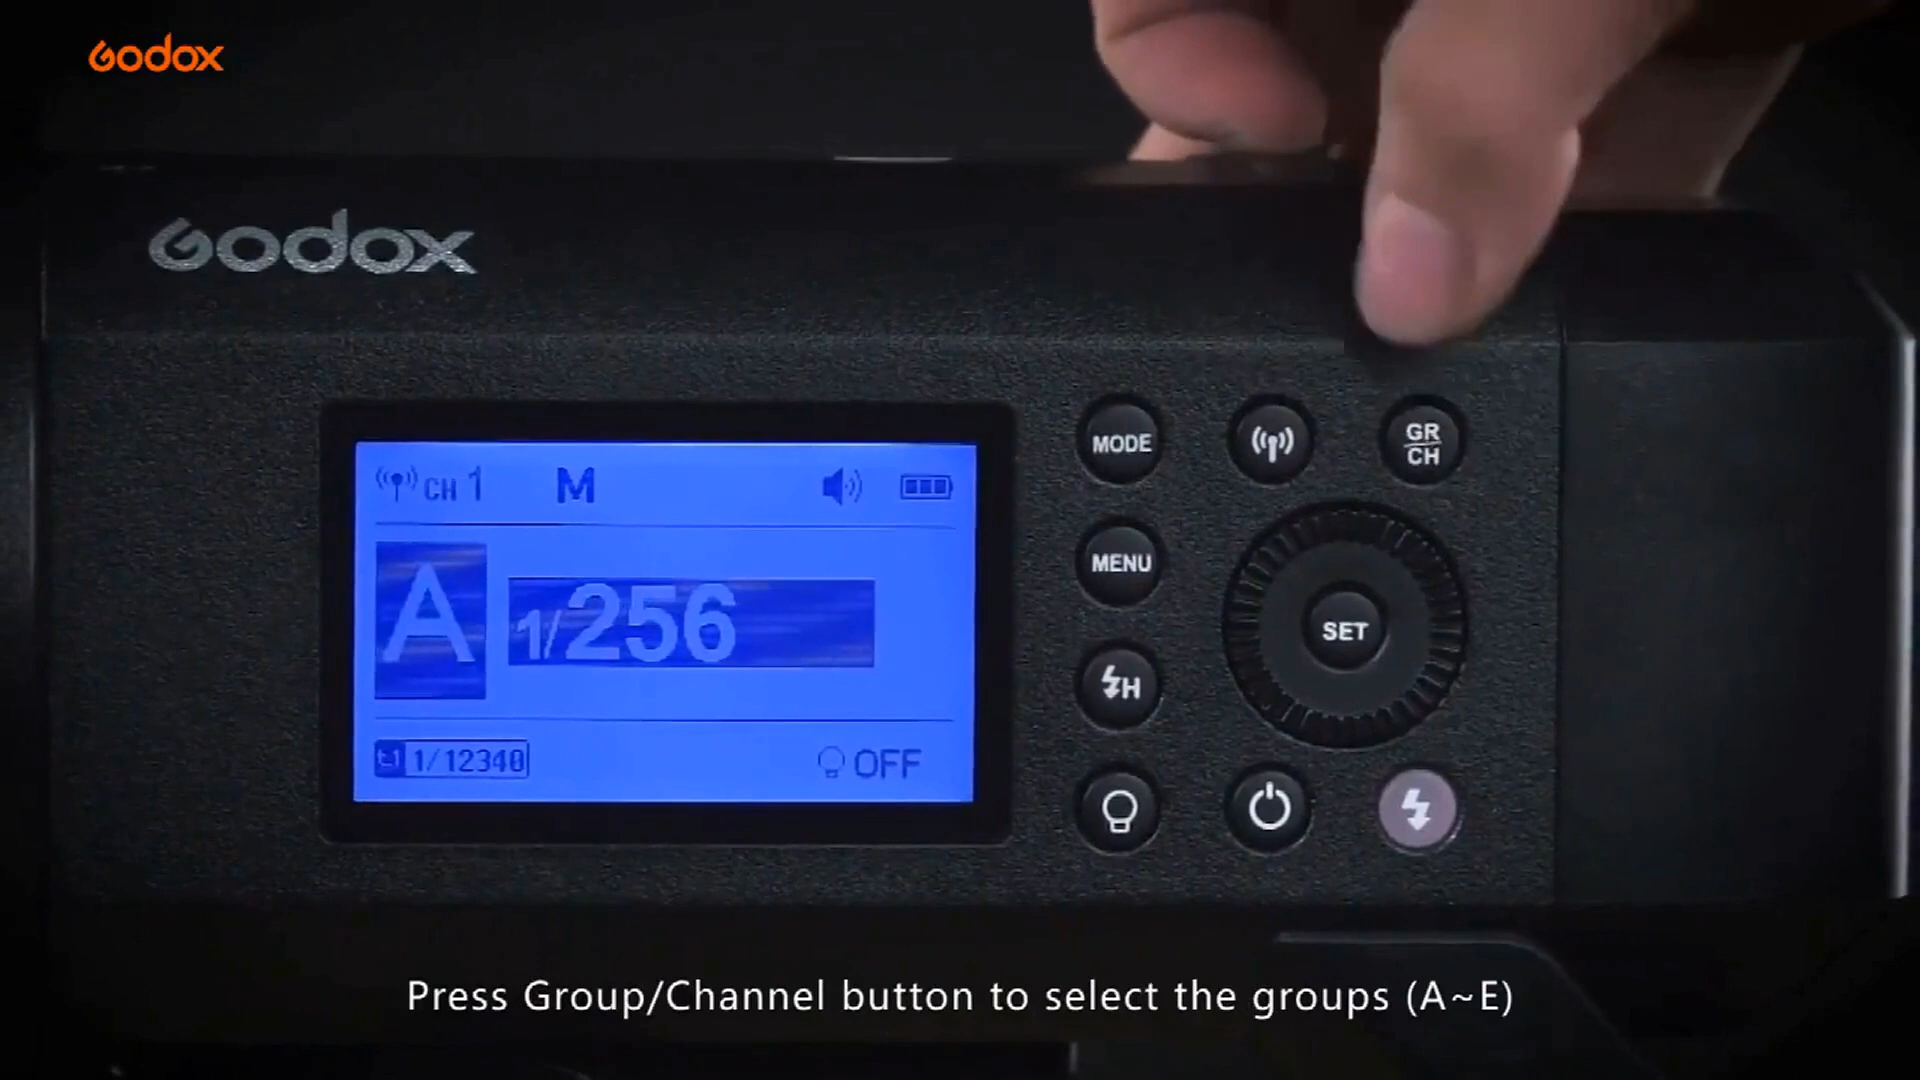 Godox
Godox
CH 1 M
A 1/256
t.1 1/12340
OFF
MODE
GR
CH
MENU
SET
H
Press Group/Channel button to select the groups (A~E)